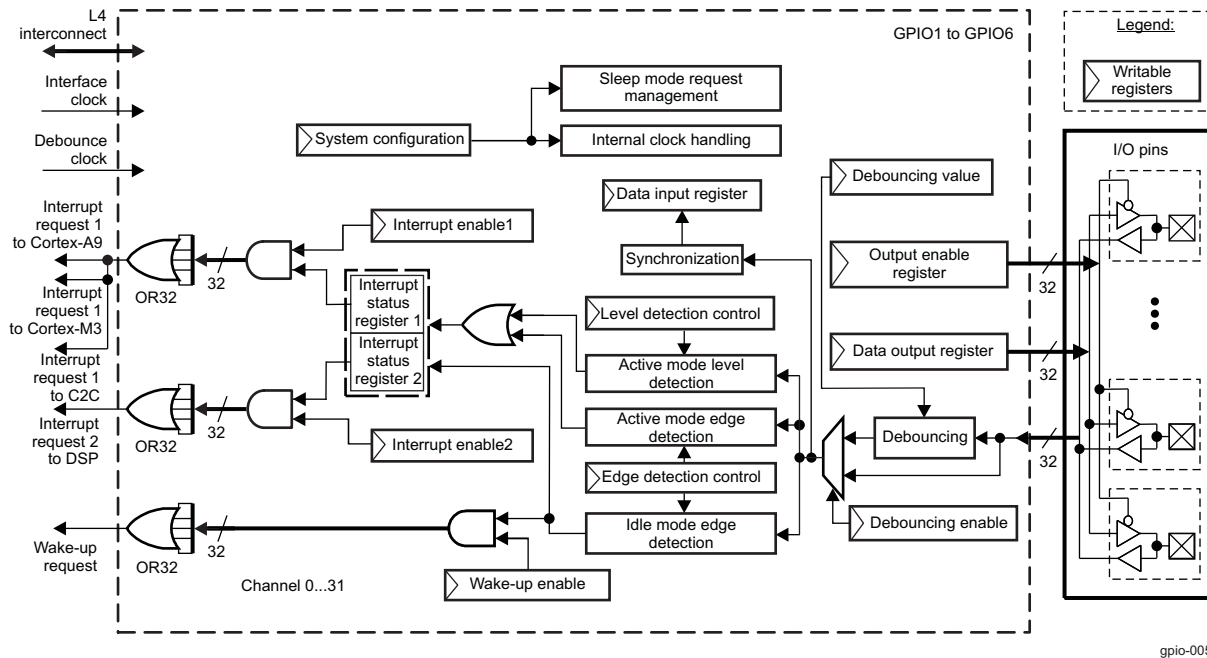 L4
interconnect
Interface
clock
Debounce
clock
Interrupt
request 1
to Cortex-A9
Interrupt
request 1
to Cortex-M3
Interrupt
request 1
to C2C
Interrupt
request 2
to DSP
Wake-up
request
GPIO1 to GPIO6
Sleep mode request
management
System configuration
Internal clock handling
Debouncing value
Data input register
Interrupt enable1
Synchronization
Output enable
register
32
OR32
32
Interrupt
status
register 1
Interrupt
status
register 2
Level detection control
Data output register
32
Active mode level
detection
Active mode edge
detection
Debouncing
32
OR32
32
Interrupt enable2
Edge detection control
Idle mode edge
detection
Debouncing enable
OR32
32
Wake-up enable
Channel 0...31
Legend:
Writable
registers
I/O pins
gpio-005